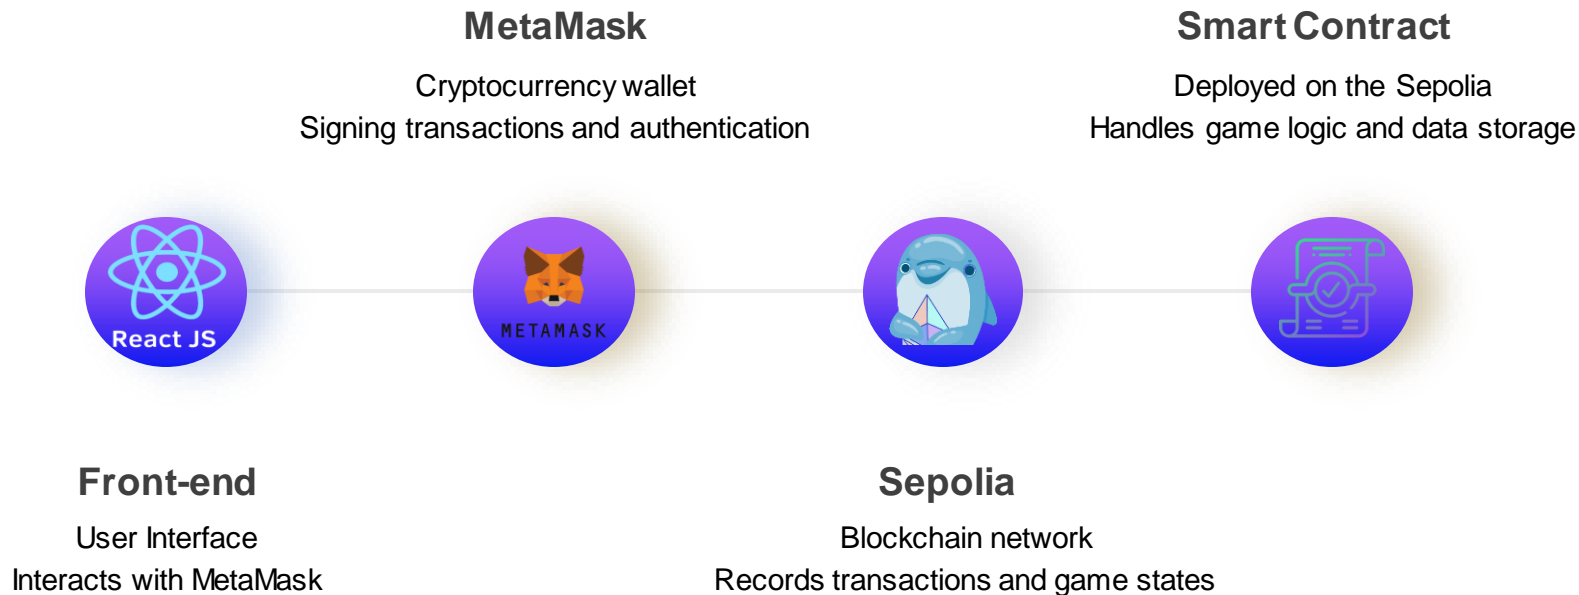 MetaMask
Cryptocurrency wallet
Signing transactions and authentication
Smart Contract
Deployed on the Sepolia
Handles game logic and data storage
React JS
METAMASK
Front-end
User Interface
Interacts with MetaMask
Sepolia
Blockchain network
Records transactions and game states